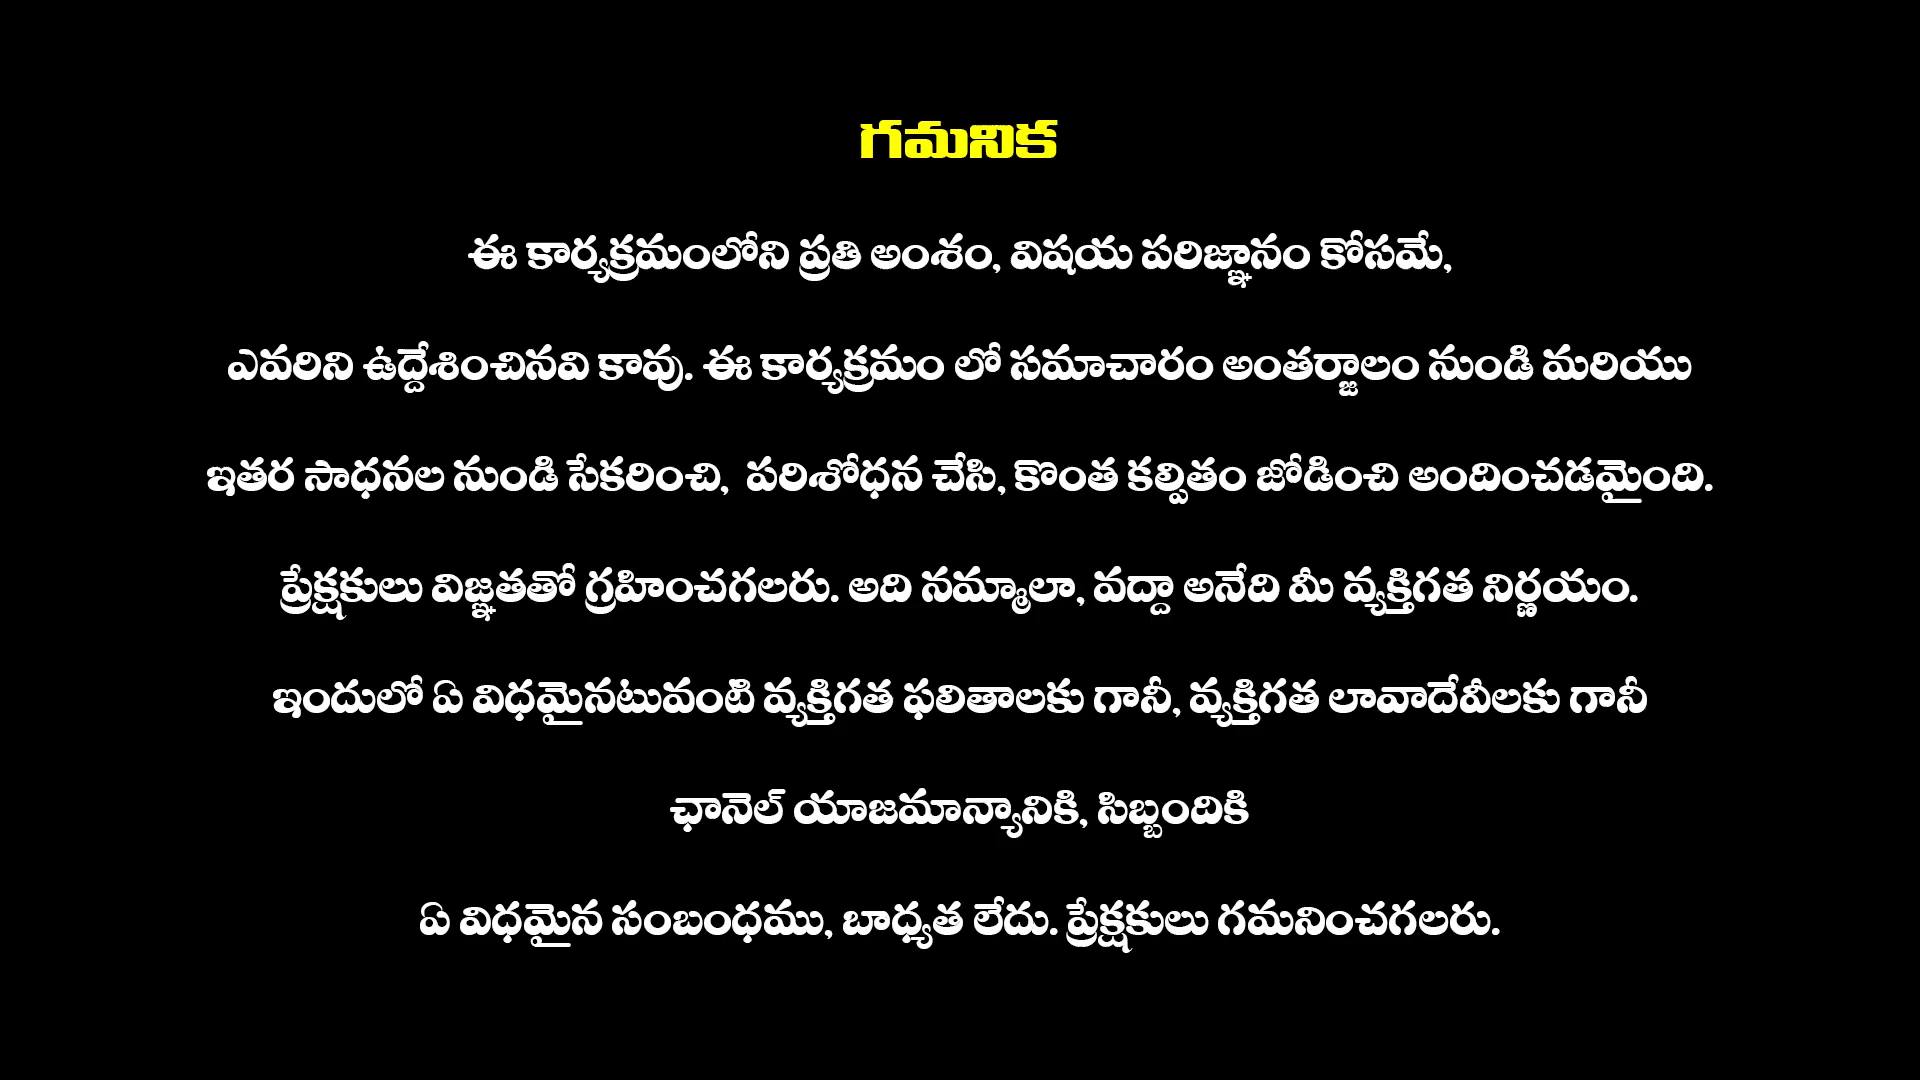 గమనిక
ఈ కార్యక్రమంలోని ప్రతి అంశం, విషయ పరిజ్ఞానం కోసమే,
ఎవరిని ఉద్దేశించినవి కావు. ఈ కార్యక్రమం లో సమాచారం అంతర్జాలం నుండి మరియు
ఇతర సాధనల నుండి సేకరించి, పరిశోధన చేసి, కొంత కల్పితం జోడించి అందించడమైంది.
ప్రేక్షకులు విజ్ఞతతో గ్రహించగలరు. అది నమ్మాలా, వద్దా అనేది మీ వ్యక్తిగత నిర్ణయం.
ఇందులో ఏ విధమైనటువంటి వ్యక్తిగత ఫలితాలకు గానీ, వ్యక్తిగత లావాదేవీలకు గానీ
ఛానెల్ యాజమాన్యానికి, సిబ్బందికి
ఏ విధమైన సంబంధము, బాధ్యత లేదు. ప్రేక్షకులు గమనించగలరు.